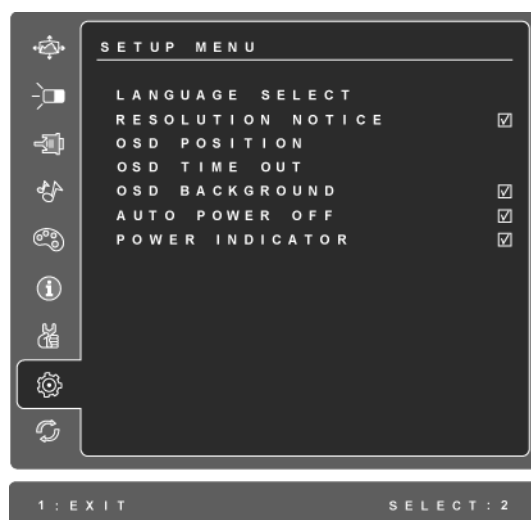 SETUP MENU
LANGUAGE SELECT
RESOLUTION NOTICE
OSD POSITION
OSD TIME OUT
OSD BACKGROUND
AUTO POWER OFF
POWER INDICATOR
1:EXIT SELECT:2